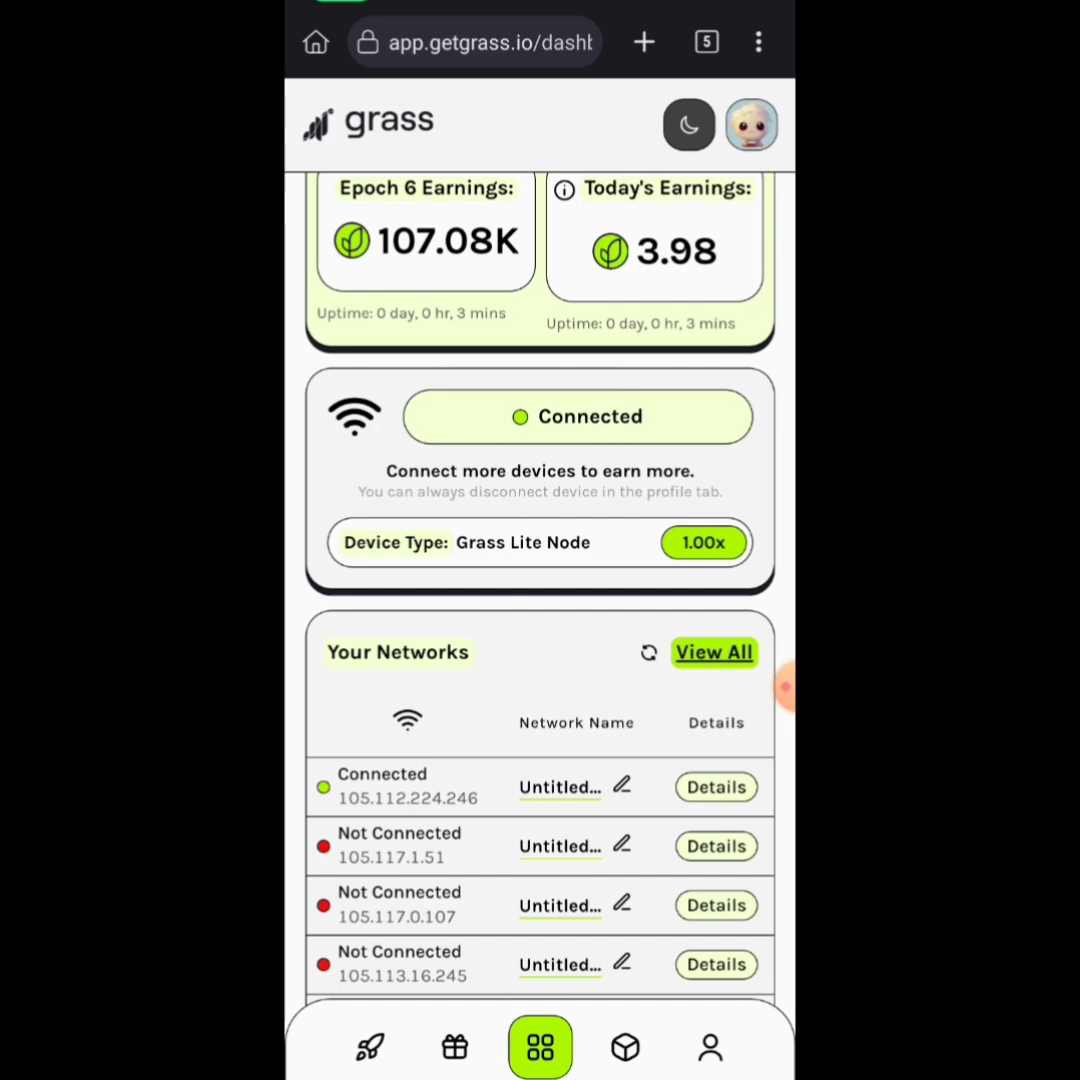 app.getgrass.io/dasht
5
grass
Epoch 6 Earnings:
107.08K
Uptime: 0 day, 0 hr, 3 mins
Today's Earnings:
3.98
Uptime: 0 day, 0 hr, 3 mins
Connected
Connect more devices to earn more.
You can always disconnect device in the profile tab.
Device Type: Grass Lite Node 1.00x
Your Networks View All
Network Name Details
Connected
105.112.224.246
Untitled... Details
Not Connected
105.117.1.51
Untitled... Details
Not Connected
105.117.0.107
Untitled... Details
Not Connected
105.113.16.245
Untitled... Details